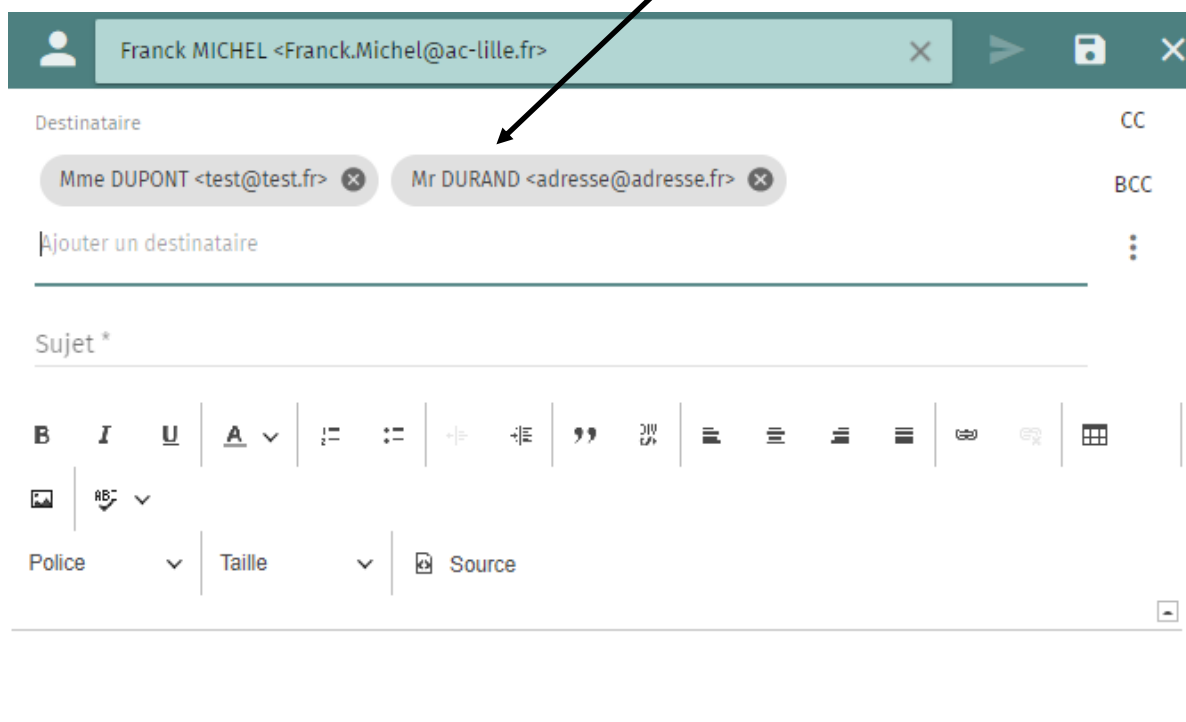 Franck MICHEL <Franck.Michel@ac-lille.fr>
Destinataire
CC
Mme DUPONT <test@test.fr> Mr DURAND <adresse@adresse.fr>
BCC
Ajouter un destinataire
Sujet *
B I U A
Police Taille Source